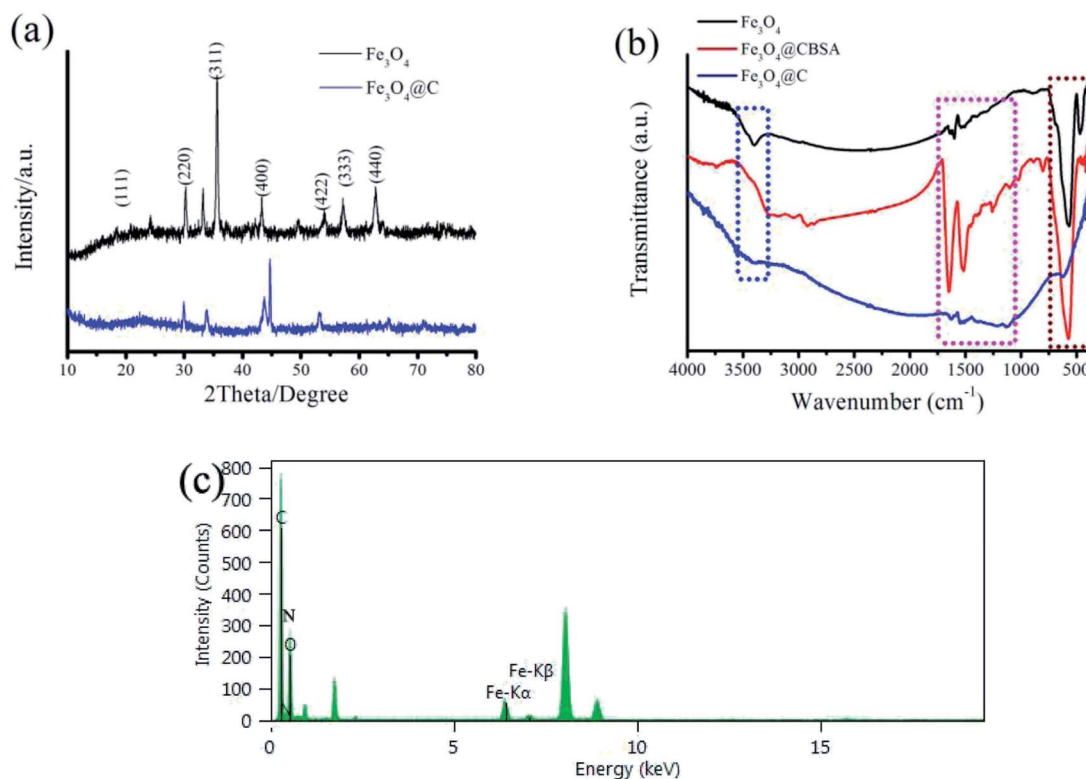 (a)
Fe₃O₄
Fe₃O₄@C
(111)
(220)
(311)
(400)
(422)
(333)
(440)
Intensity/a.u.
10 20 30 40 50 60 70 80
2Theta/Degree
(b)
Fe₃O₄
Fe₃O₄@CBSA
Fe₃O₄@C
Transmittance (a.u.)
4000 3500 3000 2500 2000 1500 1000 500
Wavenumber (cm⁻¹)
(c)
800
700
600
500
400
300
200
100
0
Intensity (Counts)
C
N
O
Fe-Kα
Fe-Kβ
0 5 10 15
Energy (keV)